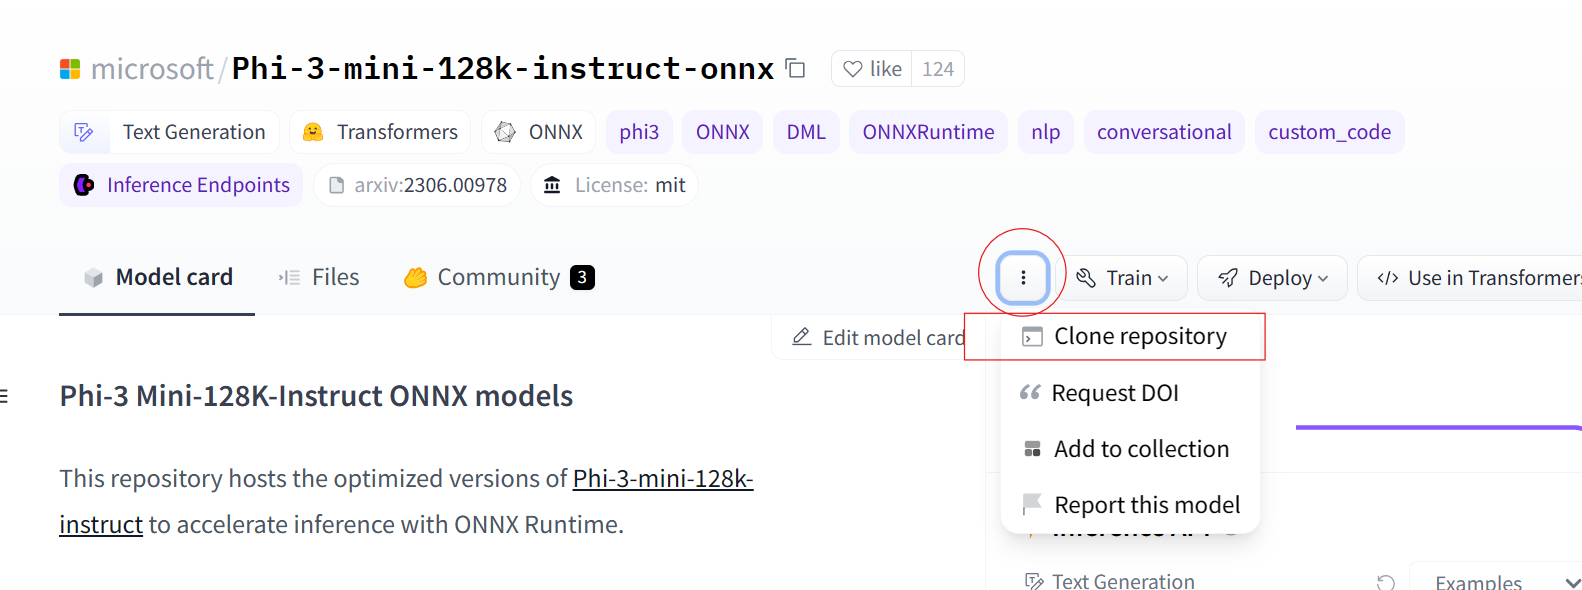 microsoft/Phi-3-mini-128k-instruct-onnx like 124
Text Generation Transformers ONNX phi3 ONNX DML ONNXRuntime nlp conversational custom_code
Inference Endpoints arxiv:2306.00978 License: mit
Model card Files Community 3 Train Deploy </> Use in Transformers
Edit model card
Clone repository
Request DOI
Add to collection
Report this model
Phi-3 Mini-128K-Instruct ONNX models
This repository hosts the optimized versions of Phi-3-mini-128k-
instruct to accelerate inference with ONNX Runtime.
Text Generation Examples